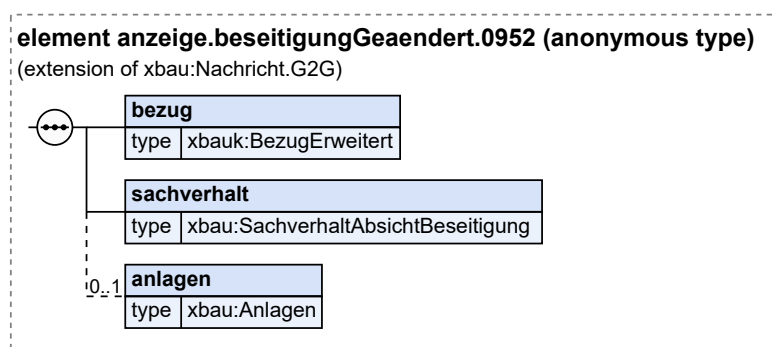 element anzeige.beseitigungGeaendert.0952 (anonymous type)
(extension of xbau:Nachricht.G2G)
bezug
type xbauk:BezugErweitert
sachverhalt
type xbau:SachverhaltAbsichtBeseitigung
0..1 anlagen
type xbau:Anlagen